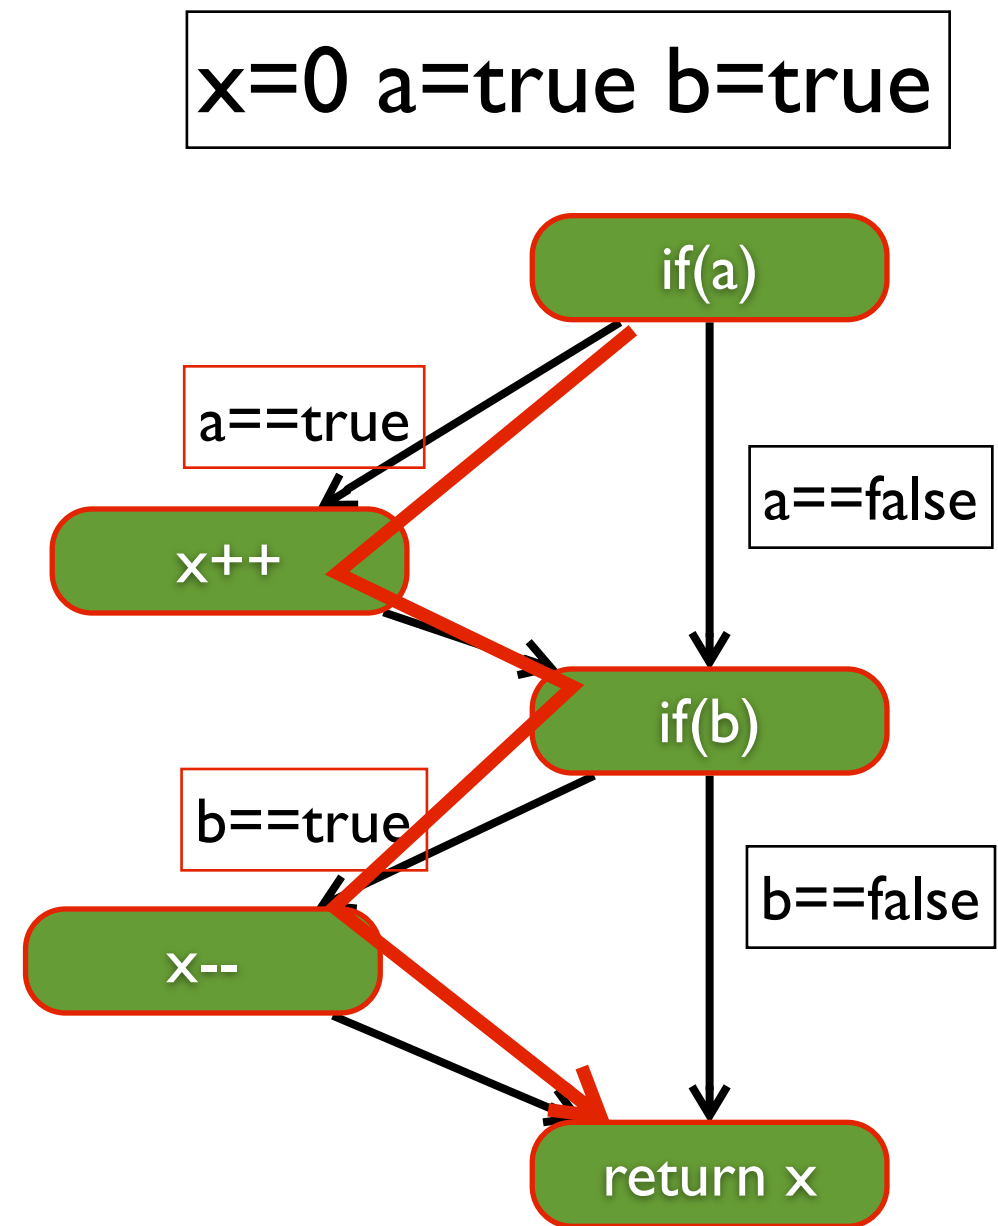 x=0 a=true b=true
if(a)
a==true
a==false
x++
if(b)
b==true
b==false
x--
return x